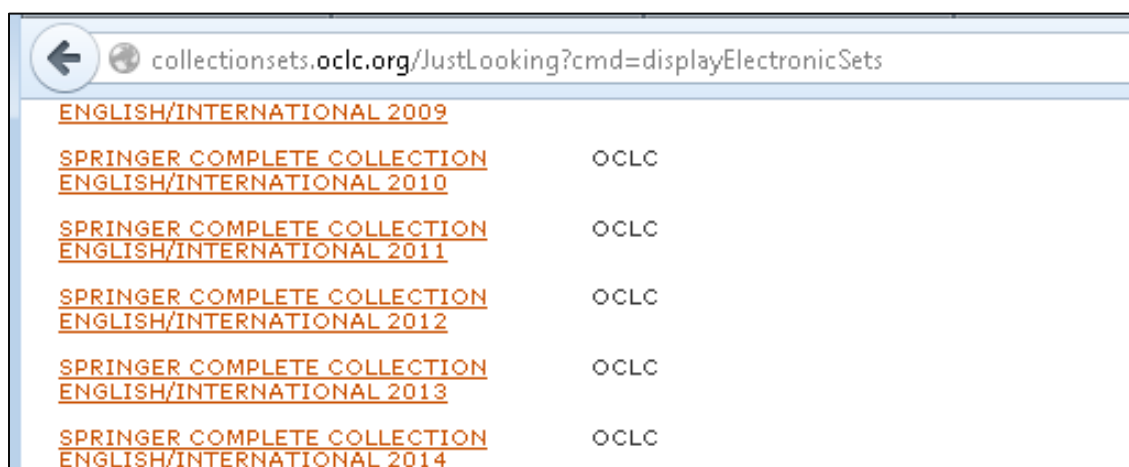 collectionsets.oclc.org/JustLooking?cmd=displayElectronicSets
ENGLISH/INTERNATIONAL 2009
SPRINGER COMPLETE COLLECTION OCLC
ENGLISH/INTERNATIONAL 2010
SPRINGER COMPLETE COLLECTION OCLC
ENGLISH/INTERNATIONAL 2011
SPRINGER COMPLETE COLLECTION OCLC
ENGLISH/INTERNATIONAL 2012
SPRINGER COMPLETE COLLECTION OCLC
ENGLISH/INTERNATIONAL 2013
SPRINGER COMPLETE COLLECTION OCLC
ENGLISH/INTERNATIONAL 2014